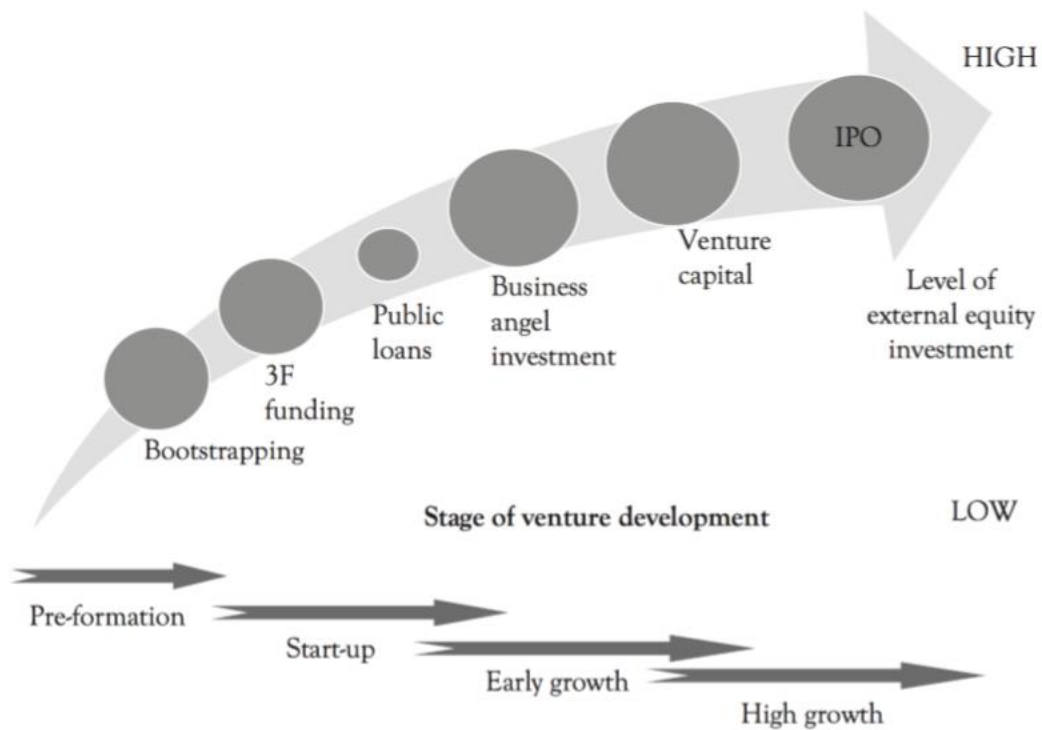 HIGH
IPO
Venture
capital
Level of
external equity
investment
Business
angel
investment
Public
loans
3F
funding
Bootstrapping
Stage of venture development
LOW
Pre-formation
Start-up
Early growth
High growth